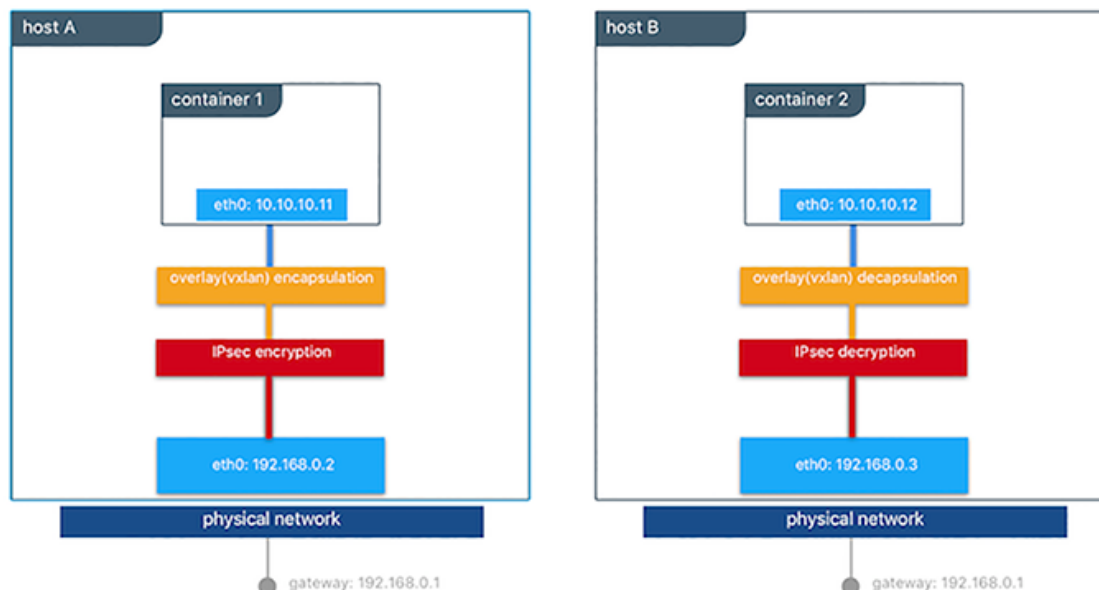 host A
container 1
eth0: 10.10.10.11
overlay(vxlan) encapsulation
IPsec encryption
eth0: 192.168.0.2
physical network
gateway: 192.168.0.1
host B
container 2
eth0: 10.10.10.12
overlay(vxlan) decapsulation
IPsec decryption
eth0: 192.168.0.3
physical network
gateway: 192.168.0.1